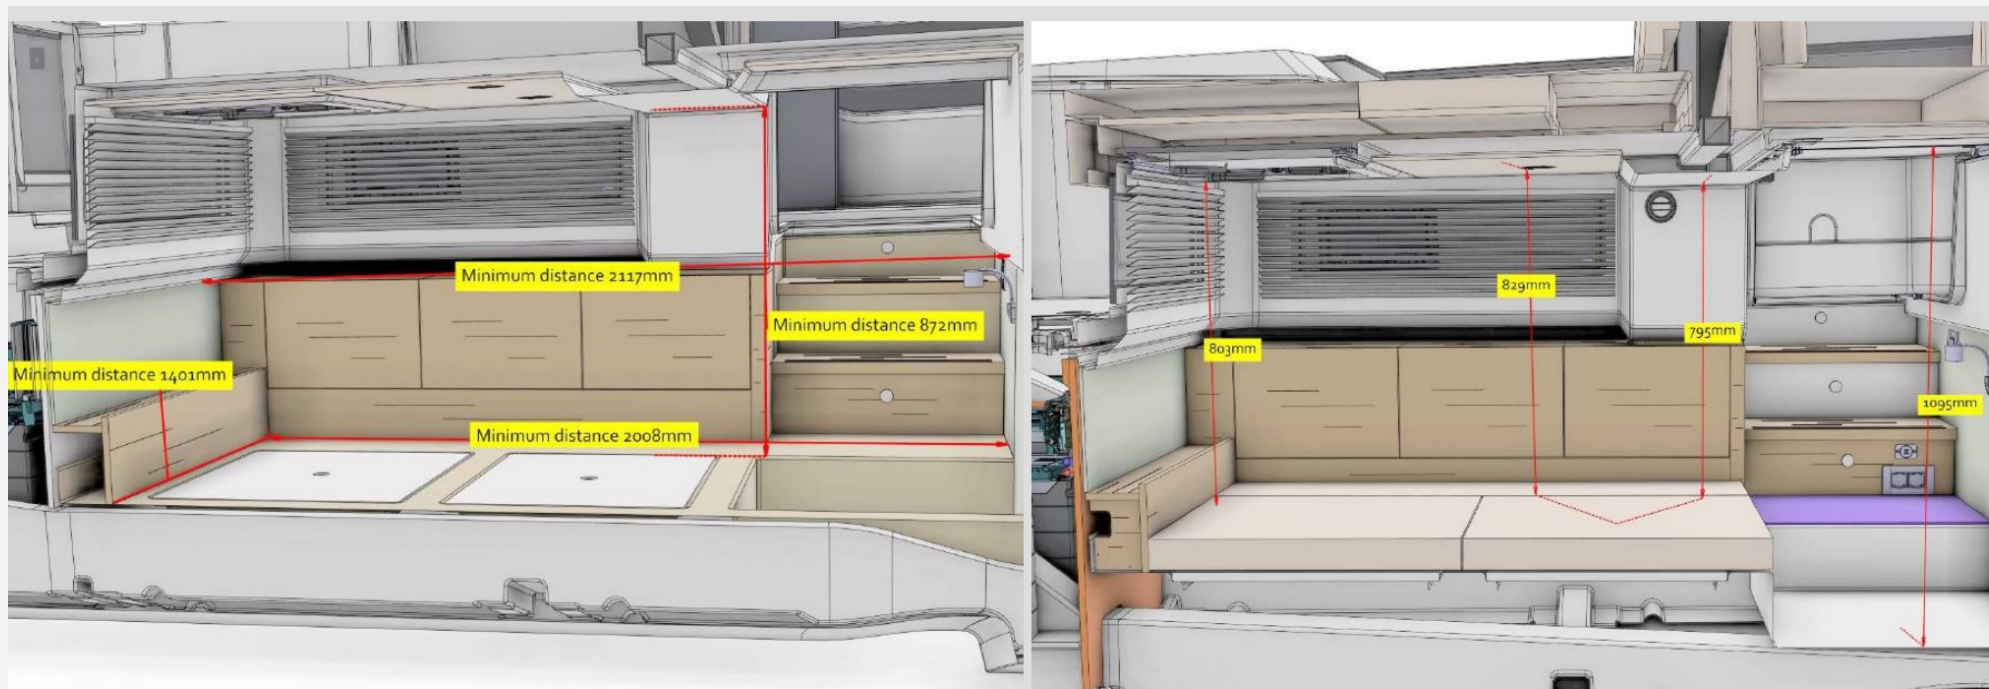 Minimum distance 2117mm
Minimum distance 872mm
Minimum distance 1401mm
Minimum distance 2008mm
829mm
795mm
803mm
1095mm